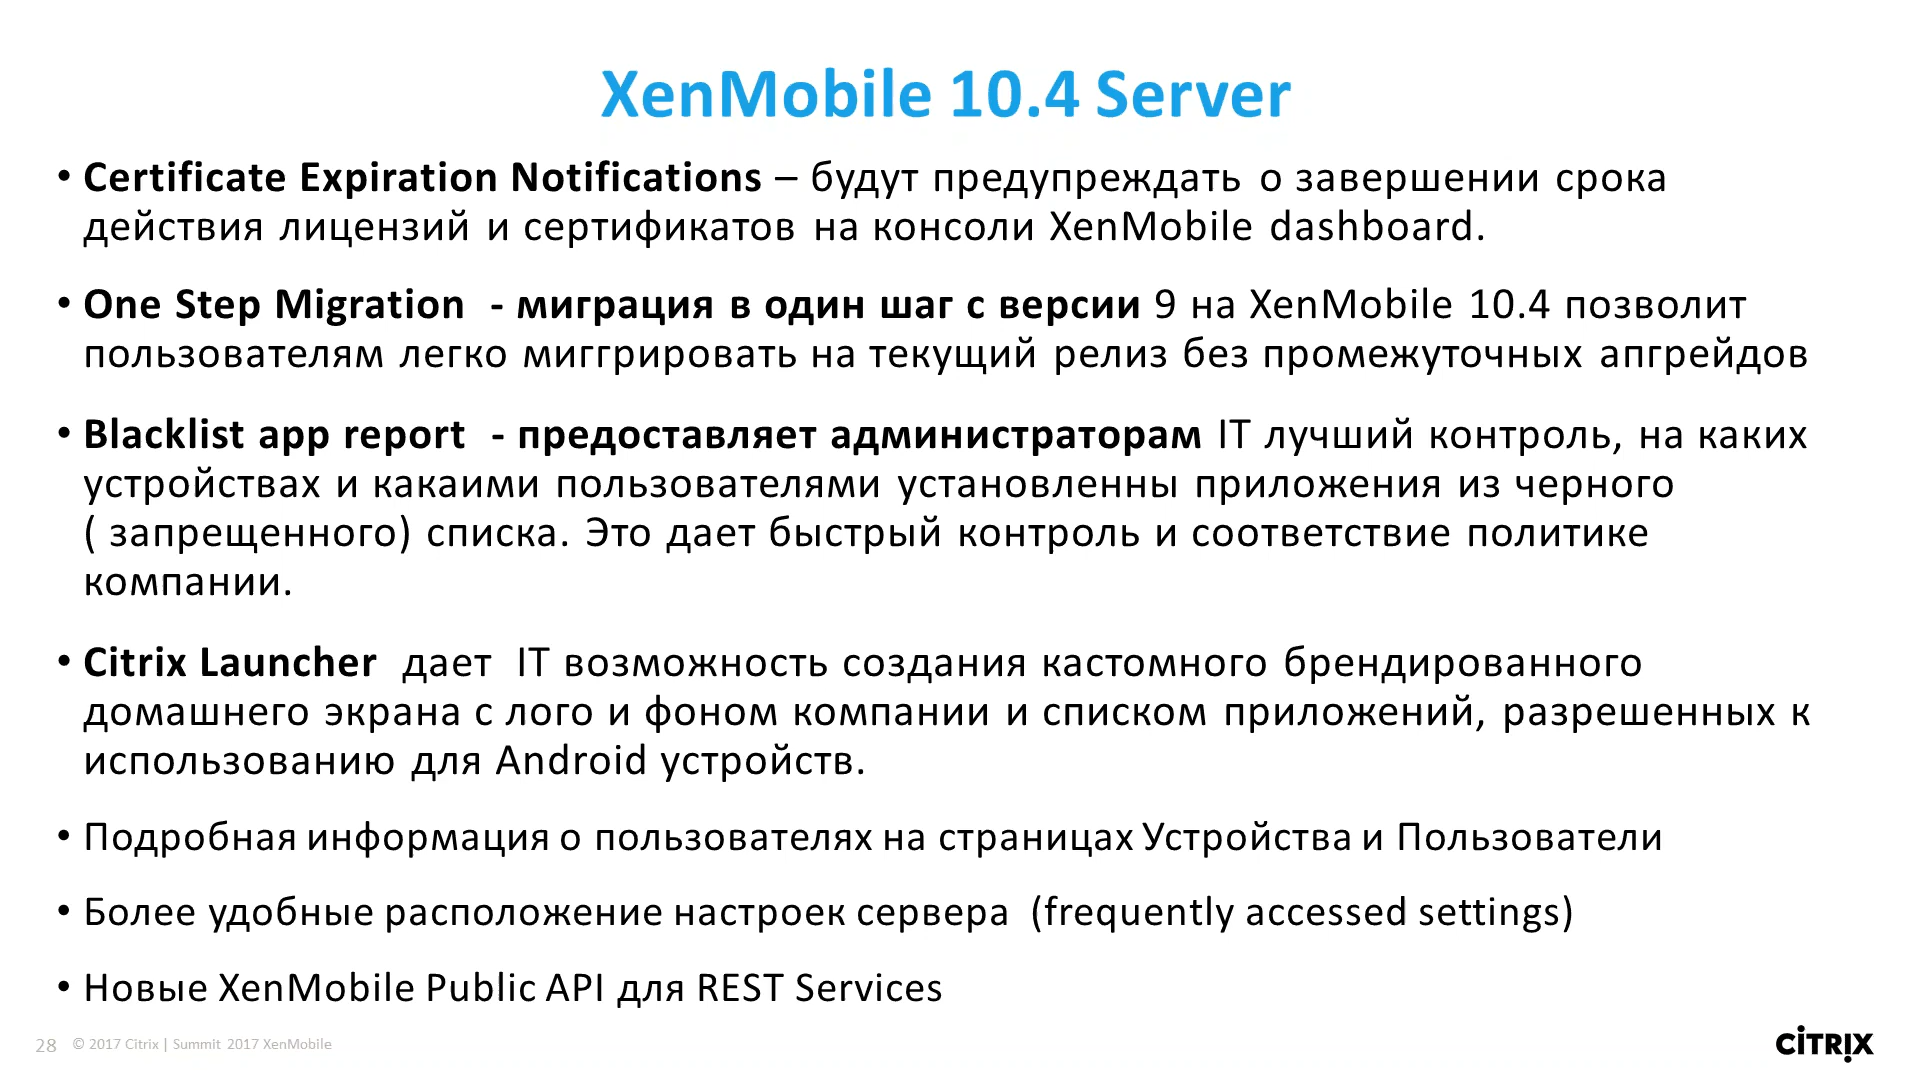 XenMobile 10.4 Server
• Certificate Expiration Notifications – будут предупреждать о завершении срока
действия лицензий и сертификатов на консоли XenMobile dashboard.
• One Step Migration - миграция в один шаг с версии 9 на XenMobile 10.4 позволит
пользователям легко миггрировать на текущий релиз без промежуточных апгрейдов
• Blacklist app report - предоставляет администраторам IT лучший контроль, на каких
устройствах и какаими пользователями установленны приложения из черного
( запрещенного) списка. Это дает быстрый контроль и соответствие политике
компании.
• Citrix Launcher дает IT возможность создания кастомного брендированного
домашнего экрана с лого и фоном компании и списком приложений, разрешенных к
использованию для Android устройств.
• Подробная информация о пользователях на страницах Устройства и Пользователи
• Более удобные расположение настроек сервера (frequently accessed settings)
• Новые XenMobile Public API для REST Services
28 © 2017 Citrix | Summit 2017 XenMobile
CITRIX